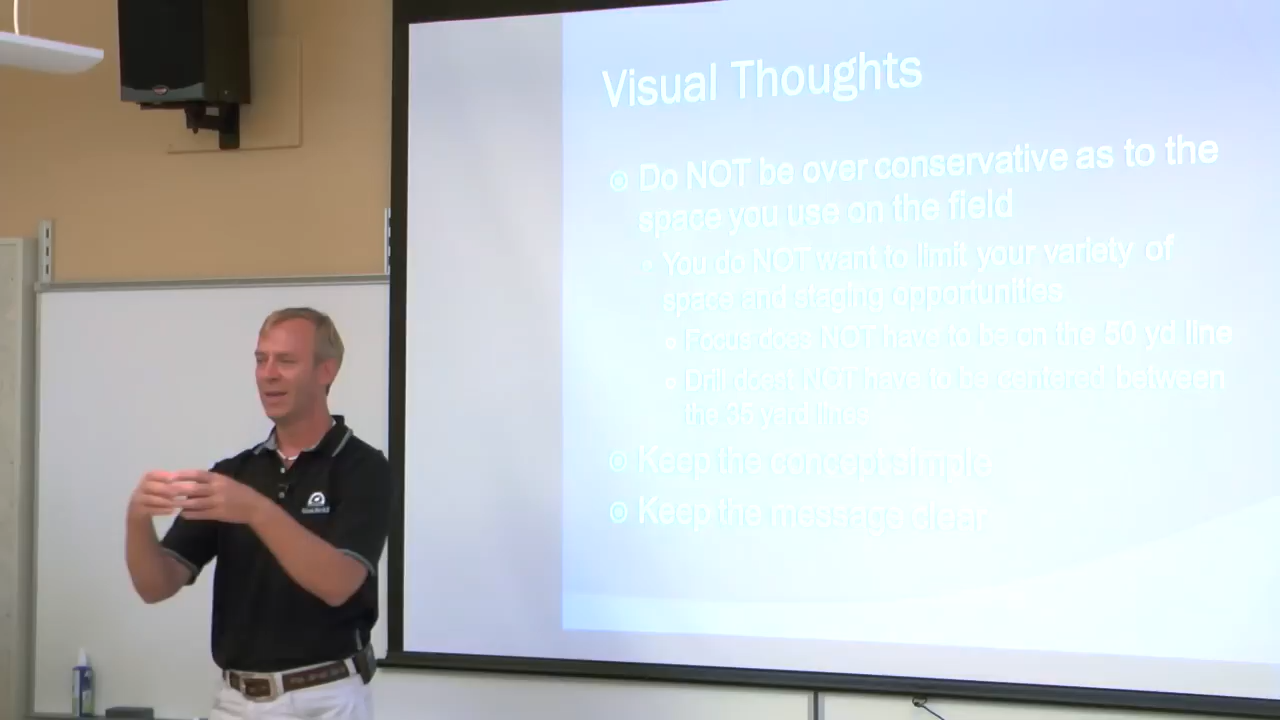 Visual Thoughts
Do NOT be over conservative as to the
space you use on the field
You do NOT want to limit your variety of
space and staging opportunities.
Focus does NOT have to be on the 50 yd line
Drill doest NOT have to be centered between
the 35 yard lines
Keep the concept simple
Keep the message clear